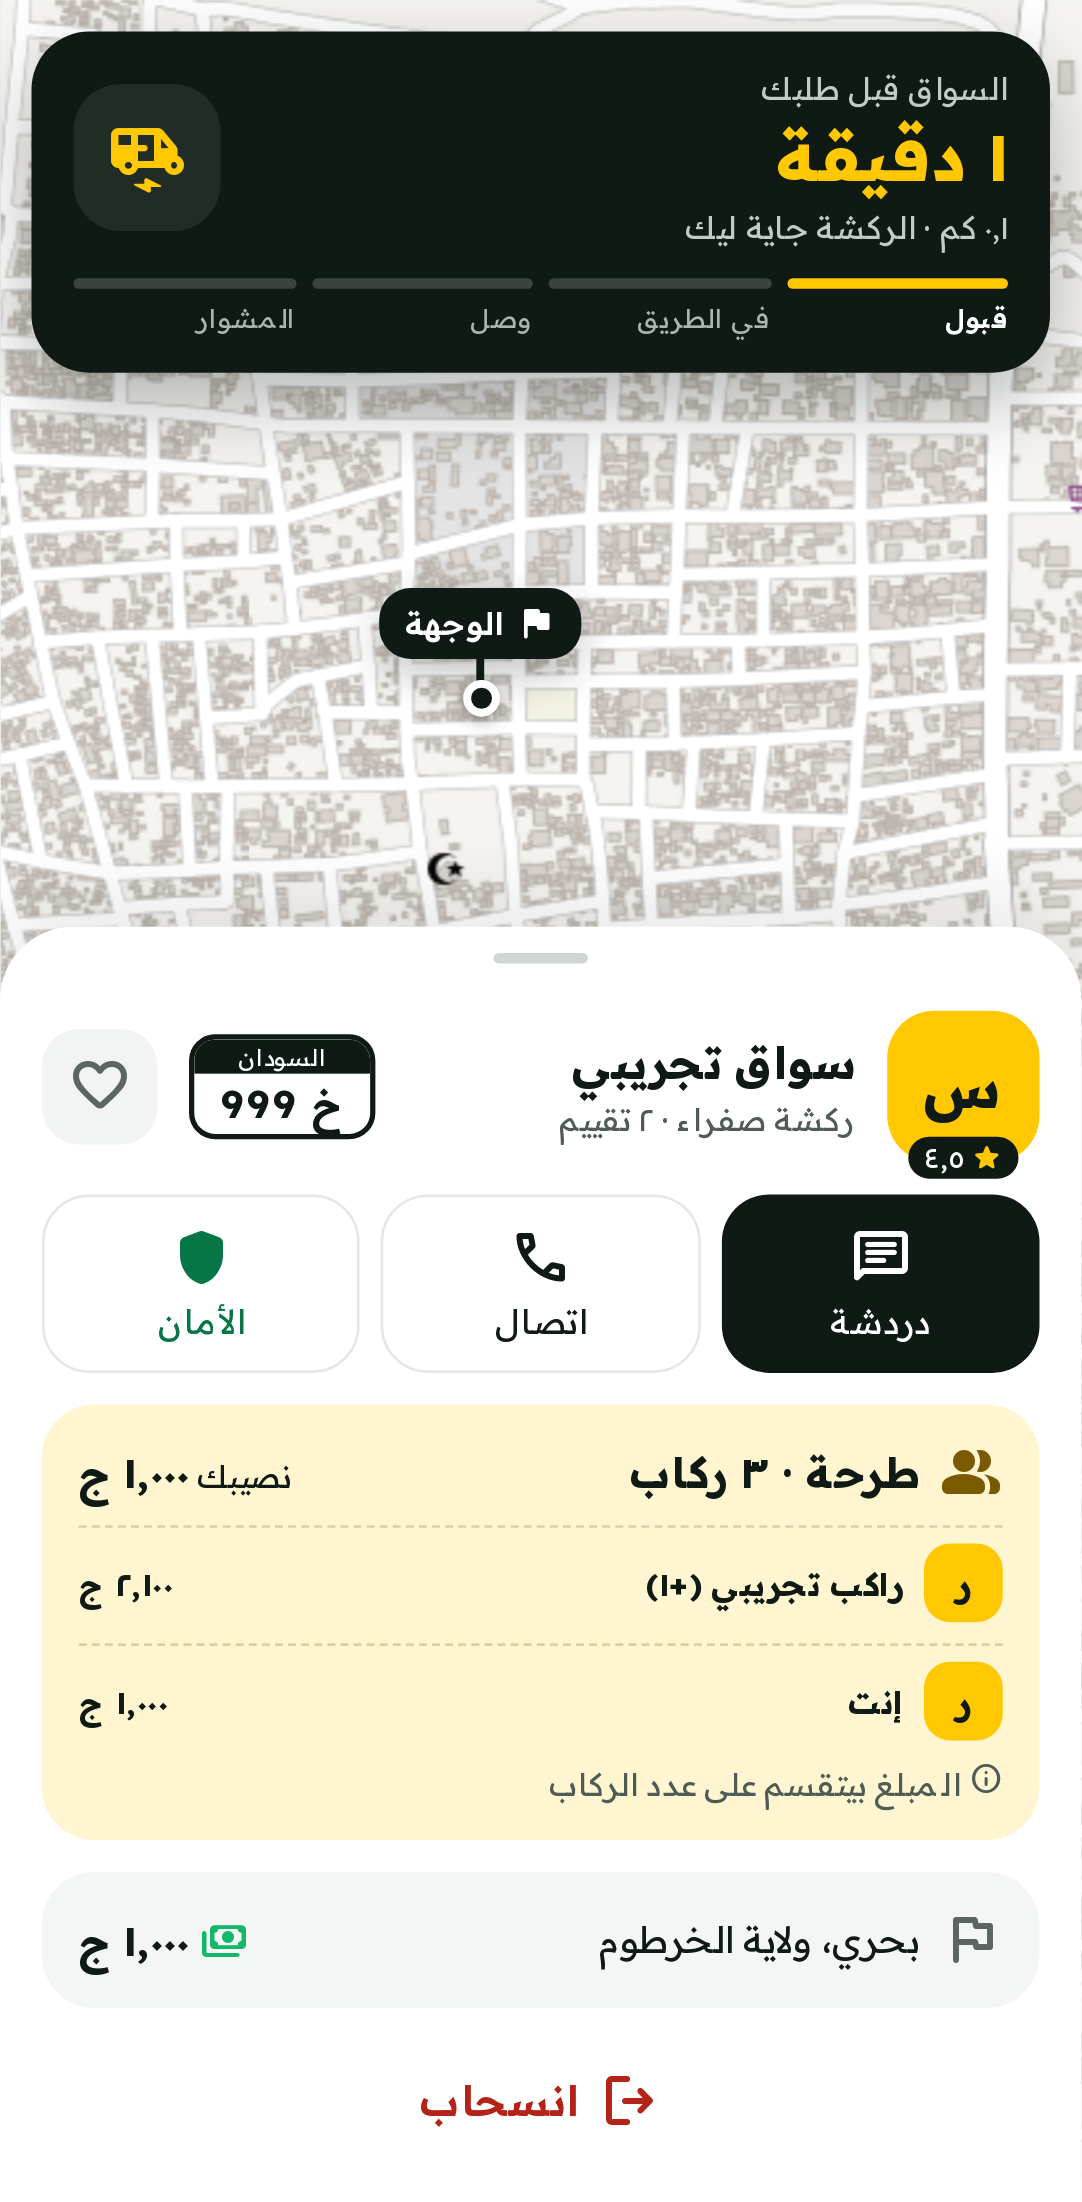 السواق قبل طلبك
١ دقيقة
٠٫١ كم · الركشة جاية ليك
قبول
في الطريق
وصل
المشوار
الوجهة
سواق تجريبي
ركشة صفراء · ٢ تقييم
س
٤٫٥
السودان
خ 999
دردشة
اتصال
الأمان
طرحة · ٣ ركاب
نصيبك ١٬٠٠٠ ج
ر
راكب تجريبي (+١)
٢٬١٠٠ ج
ر
إنت
١٬٠٠٠ ج
المبلغ بيتقسم على عدد الركاب
بحري، ولاية الخرطوم
١٬٠٠٠ ج
انسحاب